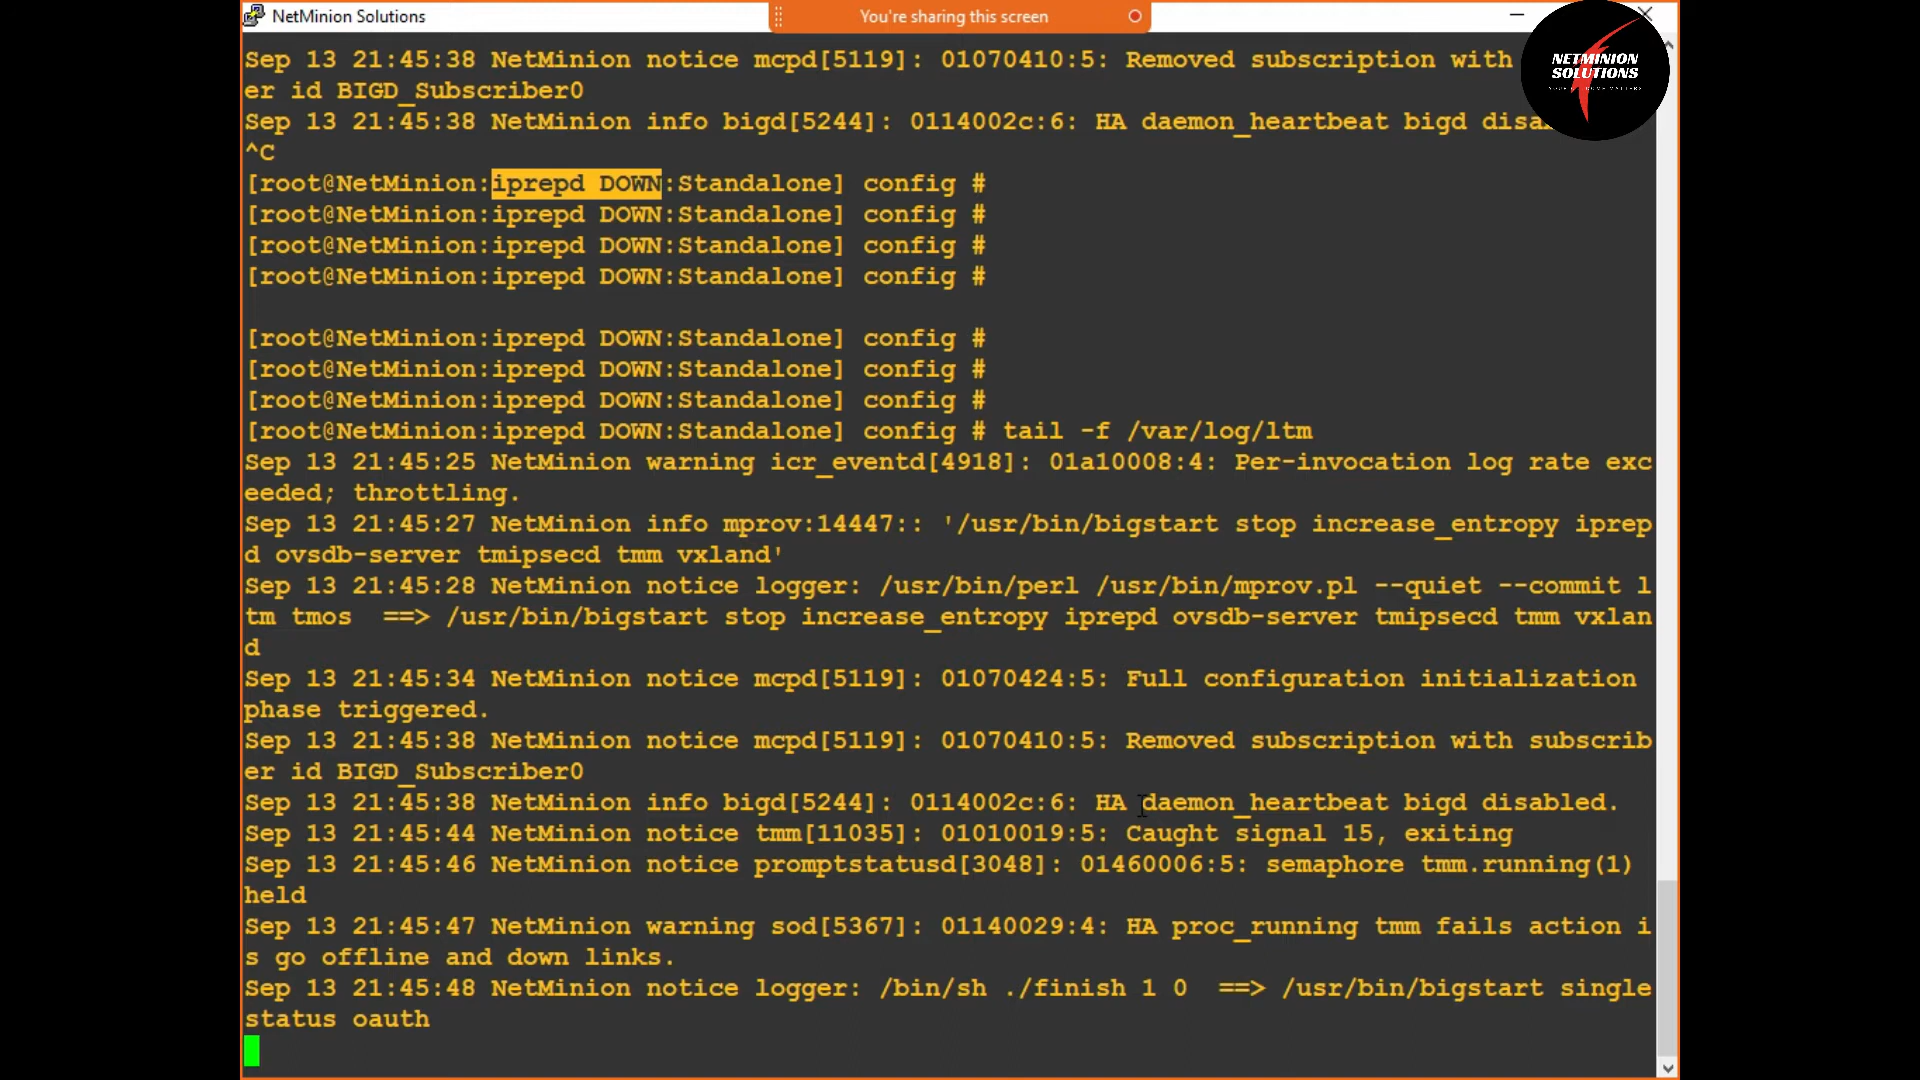 NetMinion Solutions
You're sharing this screen
NETMINION
SOLUTIONS
Sep 13 21:45:38 NetMinion notice mcpd[5119]: 01070410:5: Removed subscription with
er id BIGD_Subscriber0
Sep 13 21:45:38 NetMinion info bigd[5244]: 0114002c:6: HA daemon_heartbeat bigd
^C
[root@NetMinion:iprepd DOWN:Standalone] config #
[root@NetMinion:iprepd DOWN:Standalone] config #
[root@NetMinion:iprepd DOWN:Standalone] config #
[root@NetMinion:iprepd DOWN:Standalone] config #
[root@NetMinion:iprepd DOWN:Standalone] config #
[root@NetMinion:iprepd DOWN:Standalone] config #
[root@NetMinion:iprepd DOWN:Standalone] config #
[root@NetMinion:iprepd DOWN:Standalone] config # tail -f /var/log/ltm
Sep 13 21:45:25 NetMinion warning icr_eventd[4918]: 01a10008:4: Per-invocation log rate exc
eeded; throttling.
Sep 13 21:45:27 NetMinion info mprov:14447:: '/usr/bin/bigstart stop increase_entropy iprep
d ovsdb-server tmipsecd tmm vxland'
Sep 13 21:45:28 NetMinion notice logger: /usr/bin/perl /usr/bin/mprov.pl --quiet --commit l
tm tmos  ==> /usr/bin/bigstart stop increase_entropy iprepd ovsdb-server tmipsecd tmm vxlan
d
Sep 13 21:45:34 NetMinion notice mcpd[5119]: 01070424:5: Full configuration initialization
phase triggered.
Sep 13 21:45:38 NetMinion notice mcpd[5119]: 01070410:5: Removed subscription with subscrib
er id BIGD_Subscriber0
Sep 13 21:45:38 NetMinion info bigd[5244]: 0114002c:6: HA daemon_heartbeat bigd disabled.
Sep 13 21:45:44 NetMinion notice tmm[11035]: 01010019:5: Caught signal 15, exiting
Sep 13 21:45:46 NetMinion notice promptstatusd[3048]: 01460006:5: semaphore tmm.running(1)
held
Sep 13 21:45:47 NetMinion warning sod[5367]: 01140029:4: HA proc_running tmm fails action i
s go offline and down links.
Sep 13 21:45:48 NetMinion notice logger: /bin/sh ./finish 1 0  ==> /usr/bin/bigstart single
status oauth